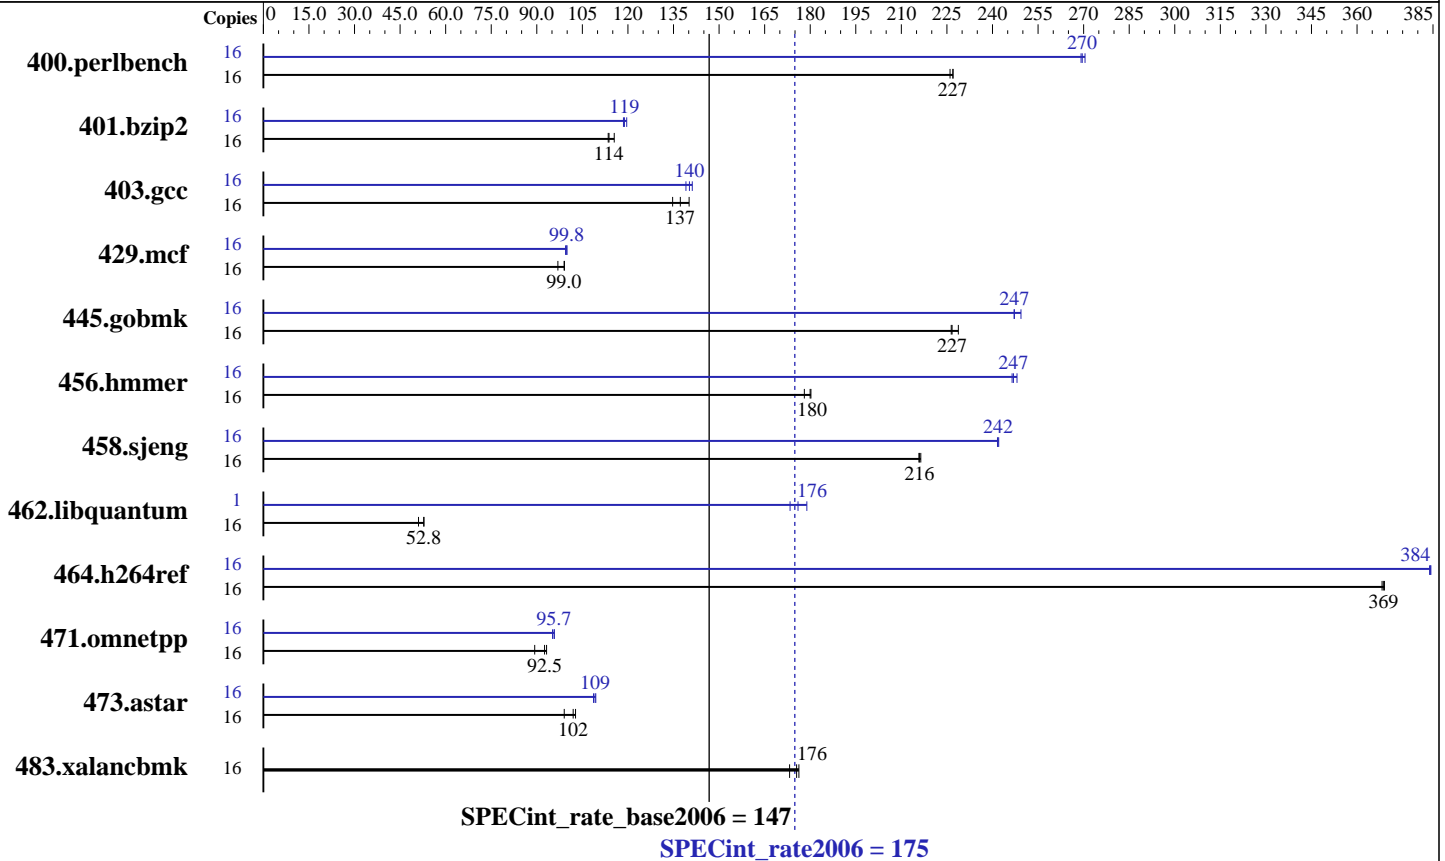 Copies 0 15.0 30.0 45.0 60.0 75.0 90.0 105 120 135 150 165 180 195 210 225 240 255 270 285 300 315 330 345 360 385
400.perlbench 16 270
16 227
401.bzip2 16 119
16 114
403.gcc 16 140
16 137
429.mcf 16 99.8
16 99.0
445.gobmk 16 247
16 227
456.hmmer 16 247
16 180
458.sjeng 16 242
16 216
462.libquantum 1 176
16 52.8
464.h264ref 16 384
16 369
471.omnetpp 16 95.7
16 92.5
473.astar 16 109
16 102
483.xalancbmk 16 176
SPECint_rate_base2006 = 147
SPECint_rate2006 = 175